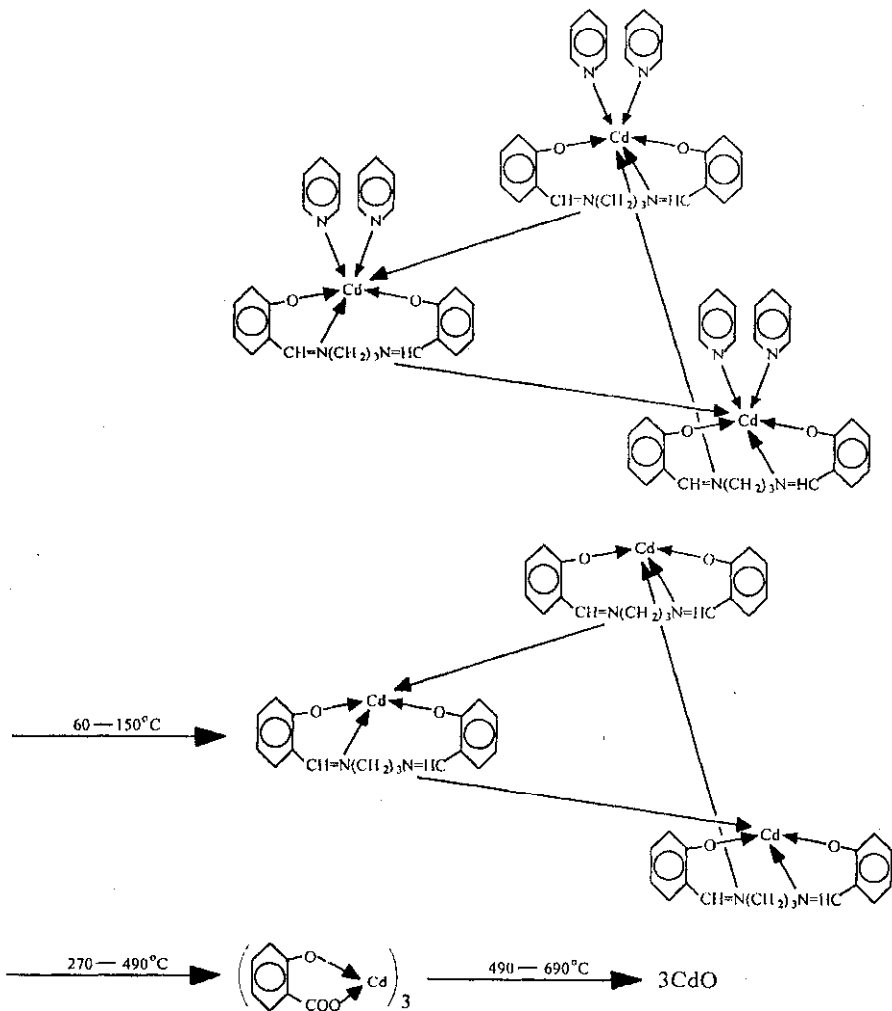 N N
Cd
O O
CH=N(CH₂)₃N=HC
N N
Cd
O O
CH=N(CH₂)₃N=HC
N N
Cd
O O
CH=N(CH₂)₃N=HC
Cd
O O
CH=N(CH₂)₃N=HC
60—150°C
Cd
O O
CH=N(CH₂)₃N=HC
Cd
O O
CH=N(CH₂)₃N=HC
270—490°C
O
Cd
COO
3
490—690°C
3CdO